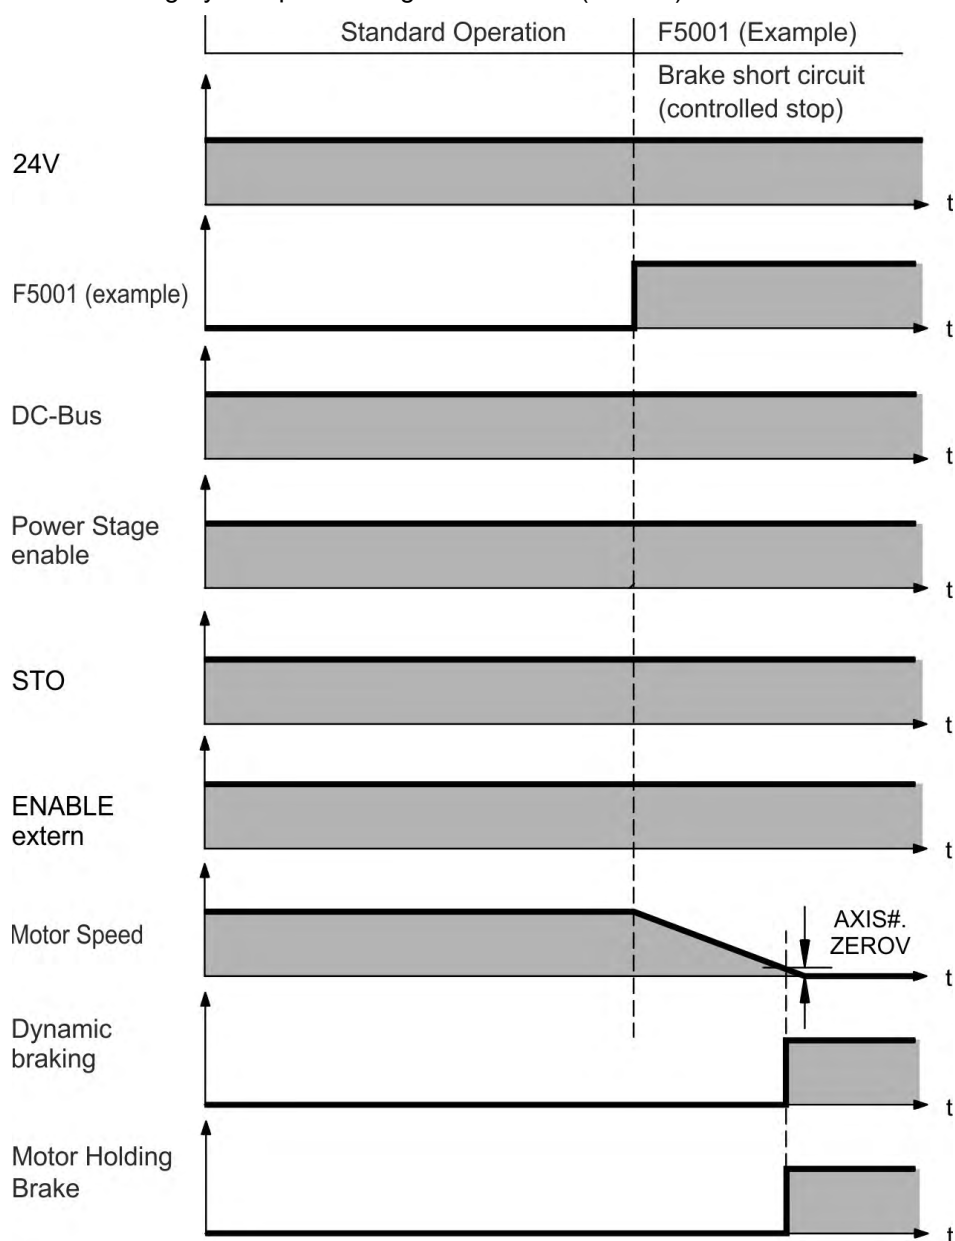 Standard Operation
F5001 (Example)
Brake short circuit
(controlled stop)
24V
t
F5001 (example)
t
DC-Bus
t
Power Stage
enable
t
STO
t
ENABLE
extern
t
Motor Speed
AXIS#.
ZEROV
t
Dynamic
braking
t
Motor Holding
Brake
t